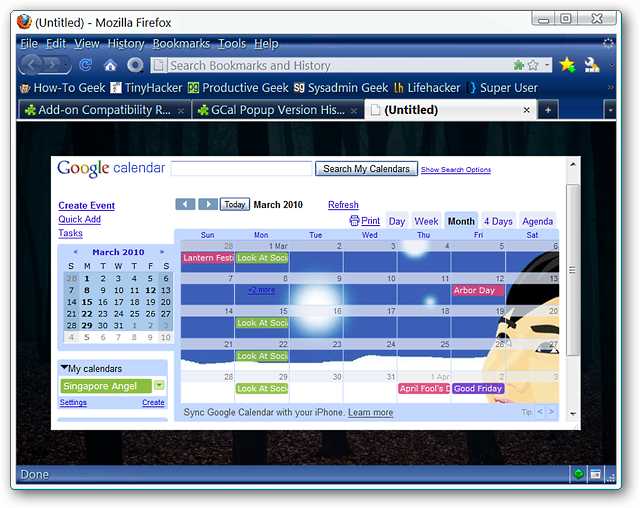 (Untitled) - Mozilla Firefox
File Edit View History Bookmarks Tools Help
Search Bookmarks and History
How-To Geek TinyHacker Productive Geek Sysadmin Geek Lifehacker Super User
Add-on Compatibility R... GCal Popup Version His... (Untitled)
Google calendar Search My Calendars Show Search Options
Create Event Today March 2010 Refresh
Quick Add
Tasks
Print Day Week Month 4 Days Agenda
« March 2010 »
S M T W T F S
28 1 2 3 4 5 6
7 8 9 10 11 12 13
14 15 16 17 18 19 20
21 22 23 24 25 26 27
28 29 30 31 1 2 3
4 5 6 7 8 9 10
My calendars
Singapore Angel
Settings Create
Sun Mon Tue Wed Thu Fri Sat
28 1 Mar 2 3 4 5 6
Lantern Festi Look At Soci
7 8 9 10 11 12 13
+2 more Arbor Day
14 15 16 17 18 19 20
Look At Soci
21 22 23 24 25 26 27
Look At Soci
28 29 30 31 1 Apr 2 3
Look At Soci April Fool's D Good Friday
Sync Google Calendar with your iPhone. Learn more Tip: < >
Done